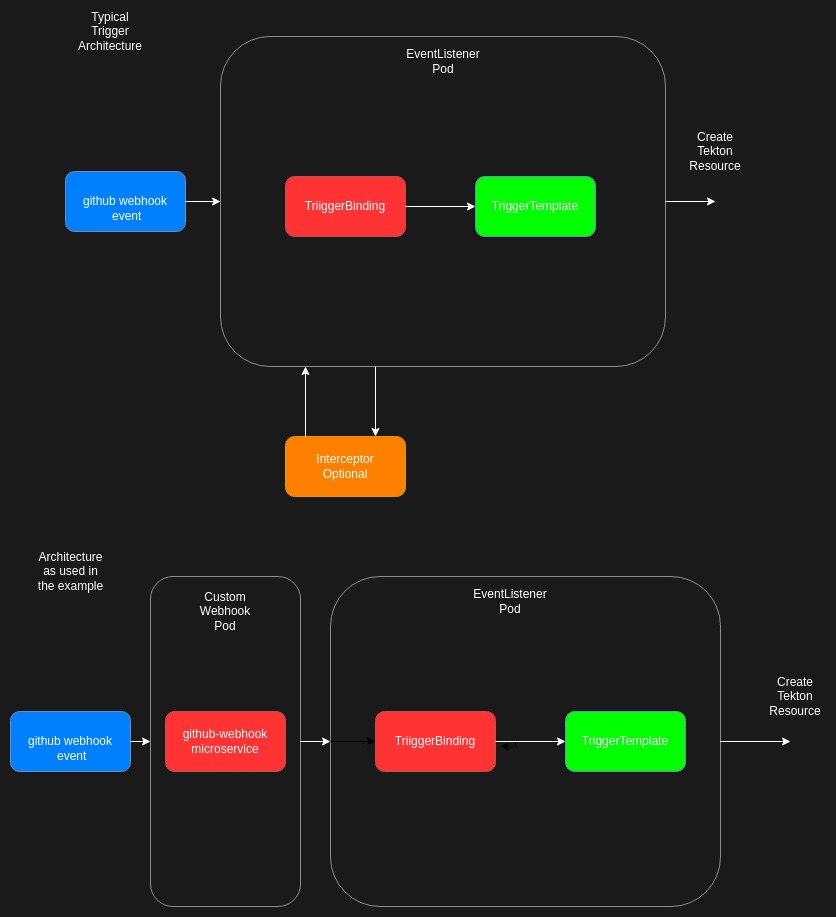 Typical
Trigger
Architecture
EventListener
Pod
Create
Tekton
Resource
github webhook
event
TriiggerBinding
TriggerTemplate
Interceptor
Optional
Architecture
as used in
the example
Custom
Webhook
Pod
EventListener
Pod
Create
Tekton
Resource
github webhook
event
github-webhook
microservice
TriiggerBinding
TriggerTemplate